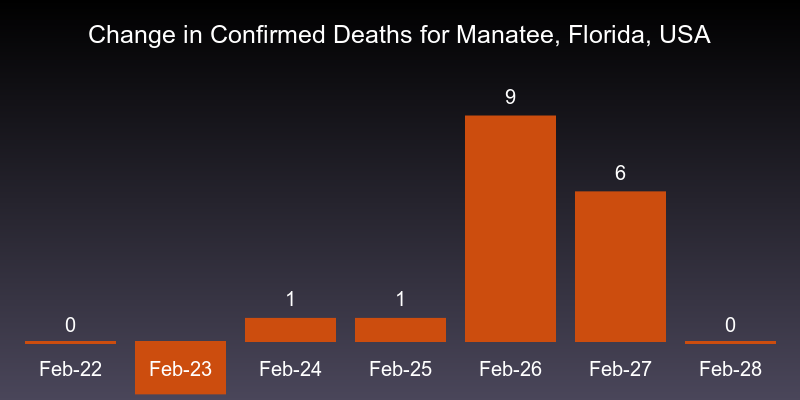 Change in Confirmed Deaths for Manatee, Florida, USA
9
6
1 1
0 0
Feb-22 Feb-23 Feb-24 Feb-25 Feb-26 Feb-27 Feb-28